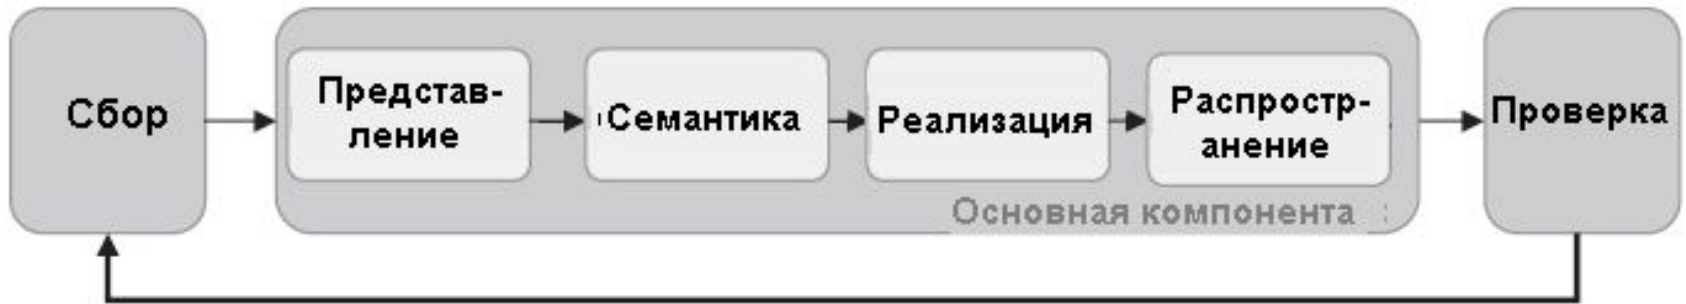 Сбор
Представ-
ление
Семантика
Реализация
Распростр-
анение
Основная компонента
Проверка